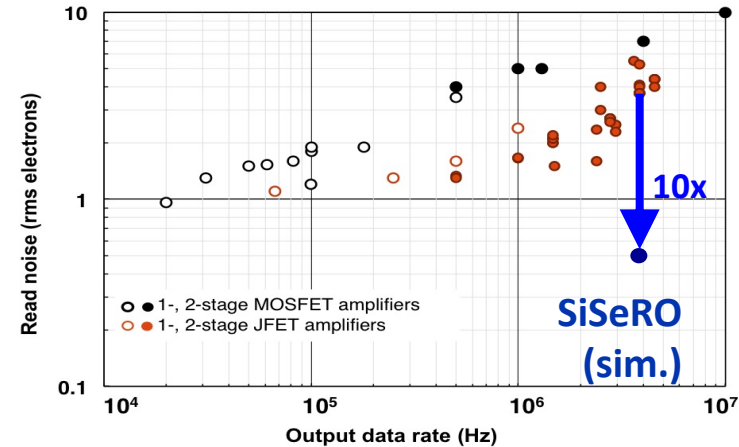 10
1
0.1
Read noise (rms electrons)
10x
1-, 2-stage MOSFET amplifiers
1-, 2-stage JFET amplifiers
SiSeRO
(sim.)
10⁴ 10⁵ 10⁶ 10⁷
Output data rate (Hz)